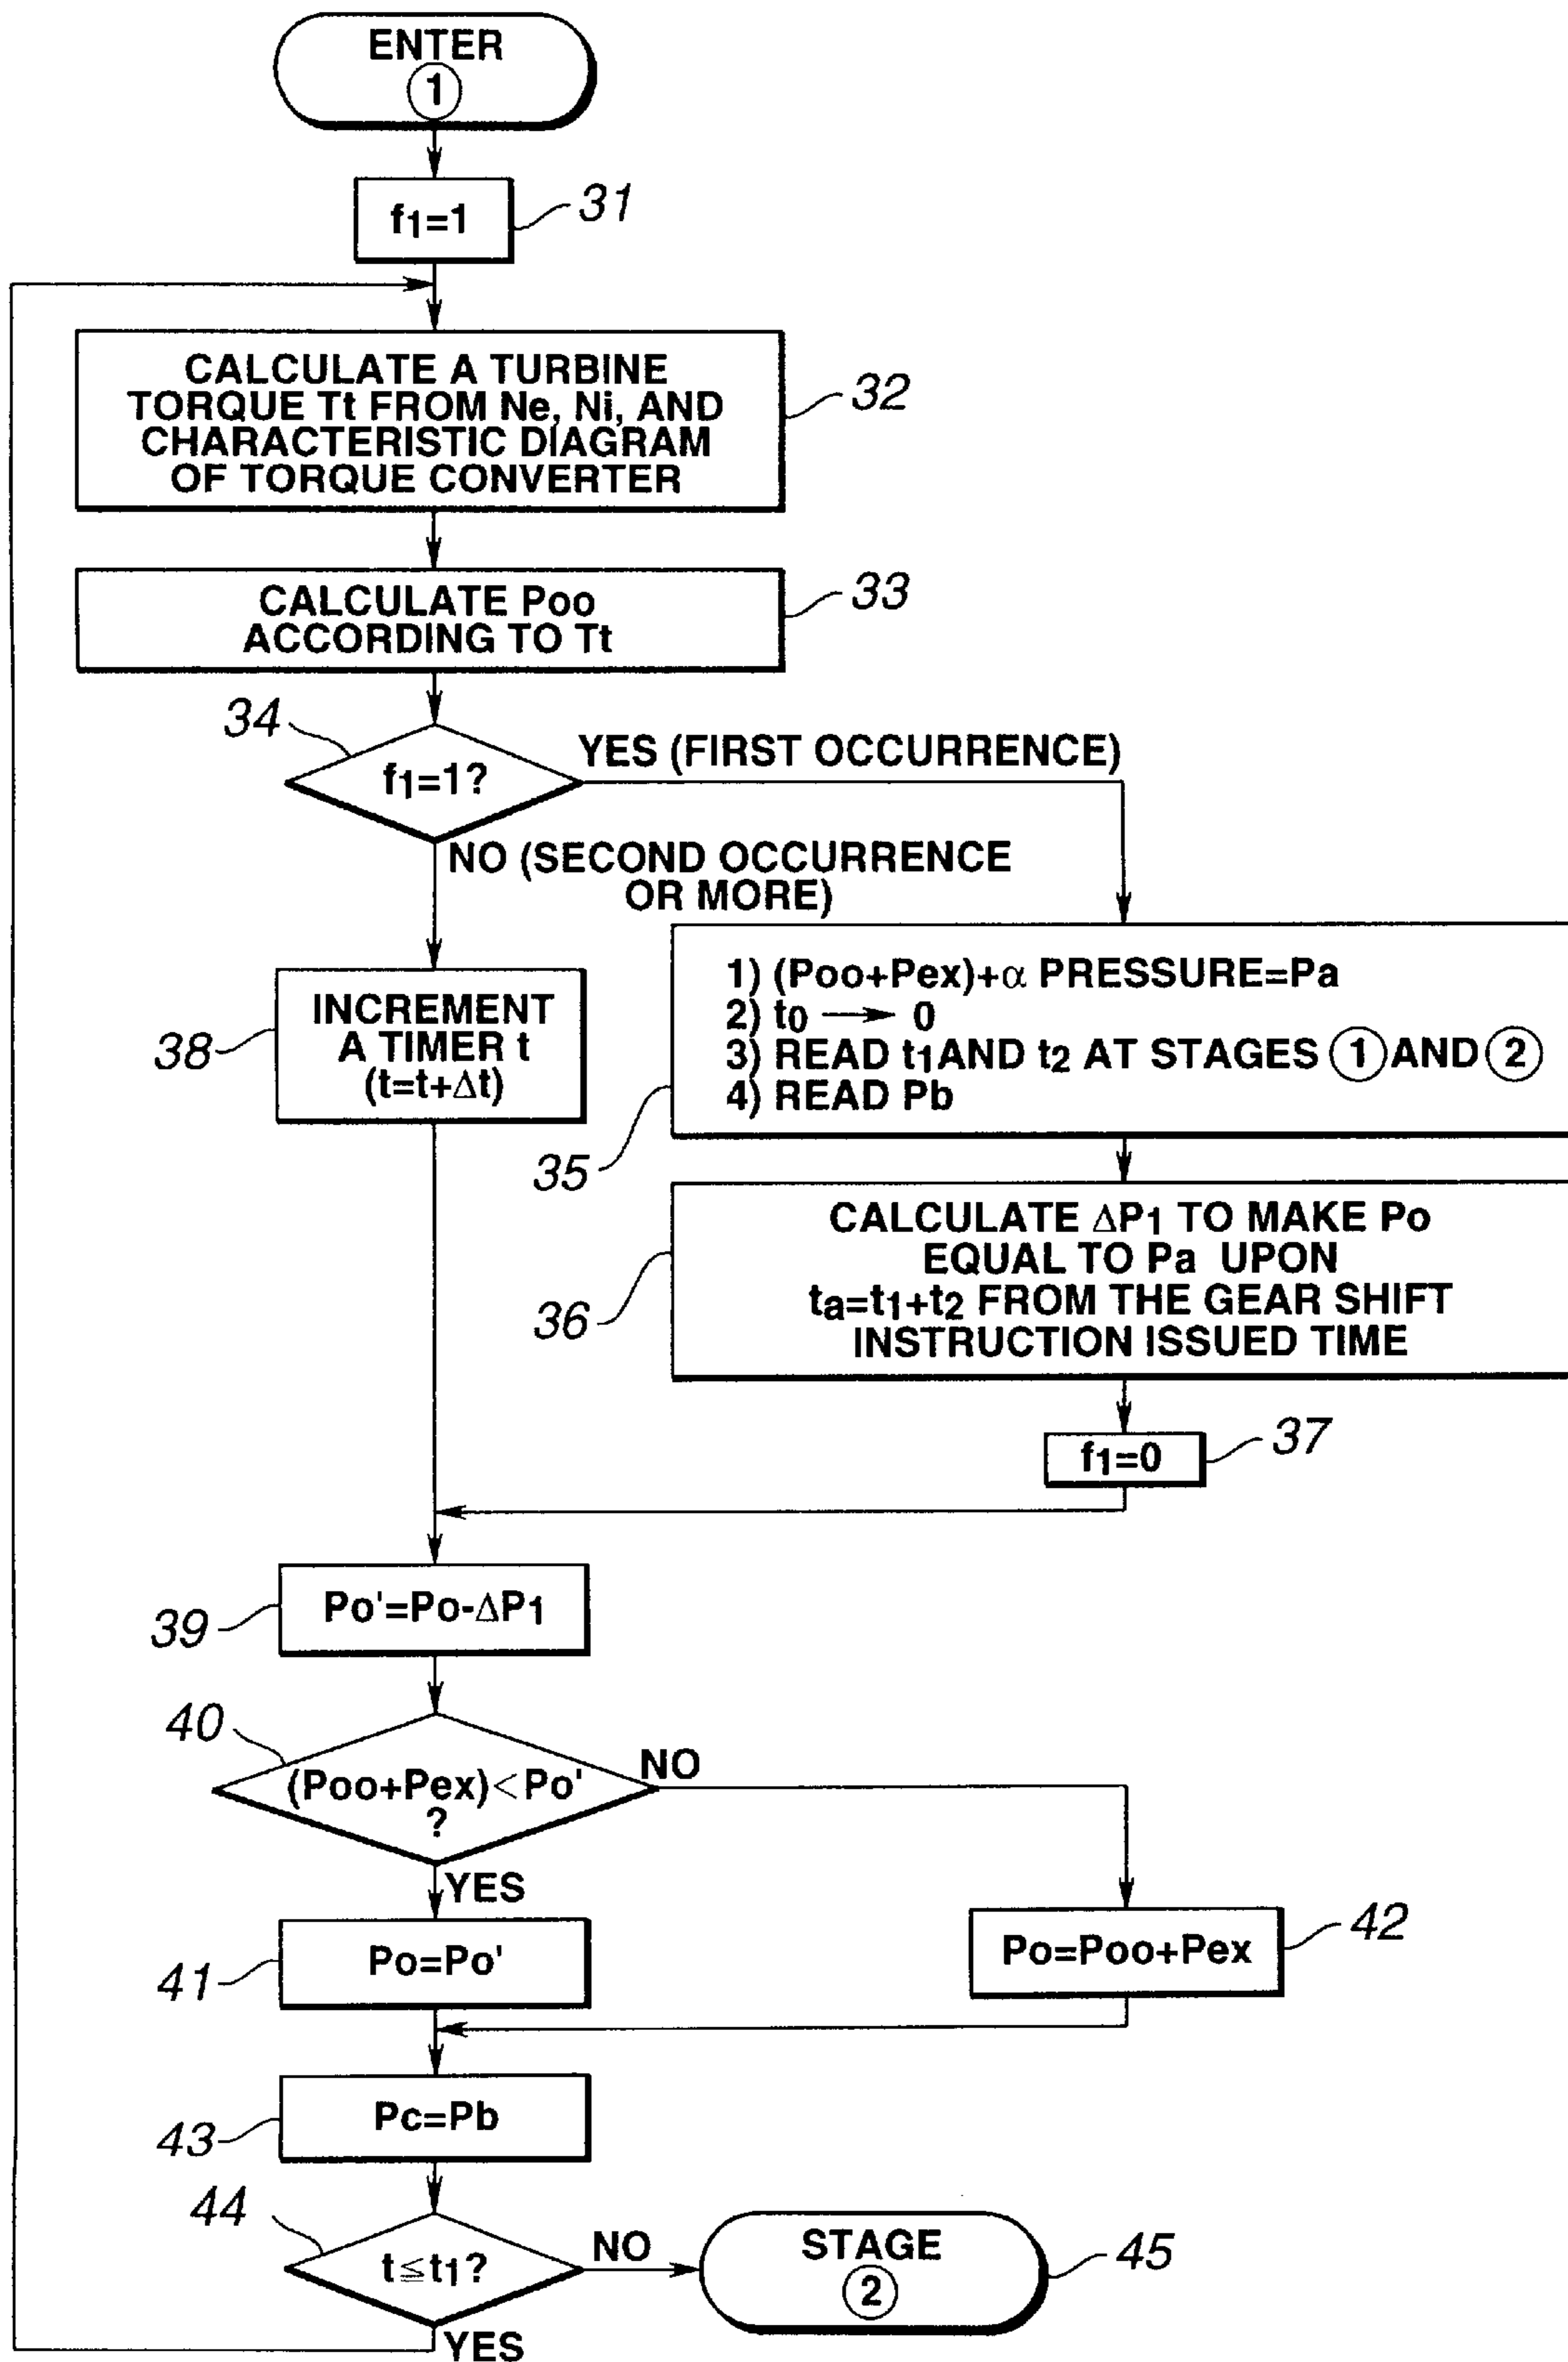 ENTER
①
f1=1
31
CALCULATE A TURBINE
TORQUE Tt FROM Ne, Ni, AND
CHARACTERISTIC DIAGRAM
OF TORQUE CONVERTER
32
CALCULATE Poo
ACCORDING TO Tt
33
34
f1=1?
YES (FIRST OCCURRENCE)
NO (SECOND OCCURRENCE
OR MORE)
1) (Poo+Pex)+α PRESSURE=Pa
2) t0 → 0
3) READ t1 AND t2 AT STAGES ① AND ②
4) READ Pb
35
INCREMENT
A TIMER t
(t=t+Δt)
38
CALCULATE ΔP1 TO MAKE Po
EQUAL TO Pa UPON
ta=t1+t2 FROM THE GEAR SHIFT
INSTRUCTION ISSUED TIME
36
f1=0
37
Po'=Po-ΔP1
39
40
(Poo+Pex)<Po'
?
NO
YES
Po=Po'
41
Po=Poo+Pex
42
Pc=Pb
43
44
t≦t1?
NO
YES
STAGE
②
45